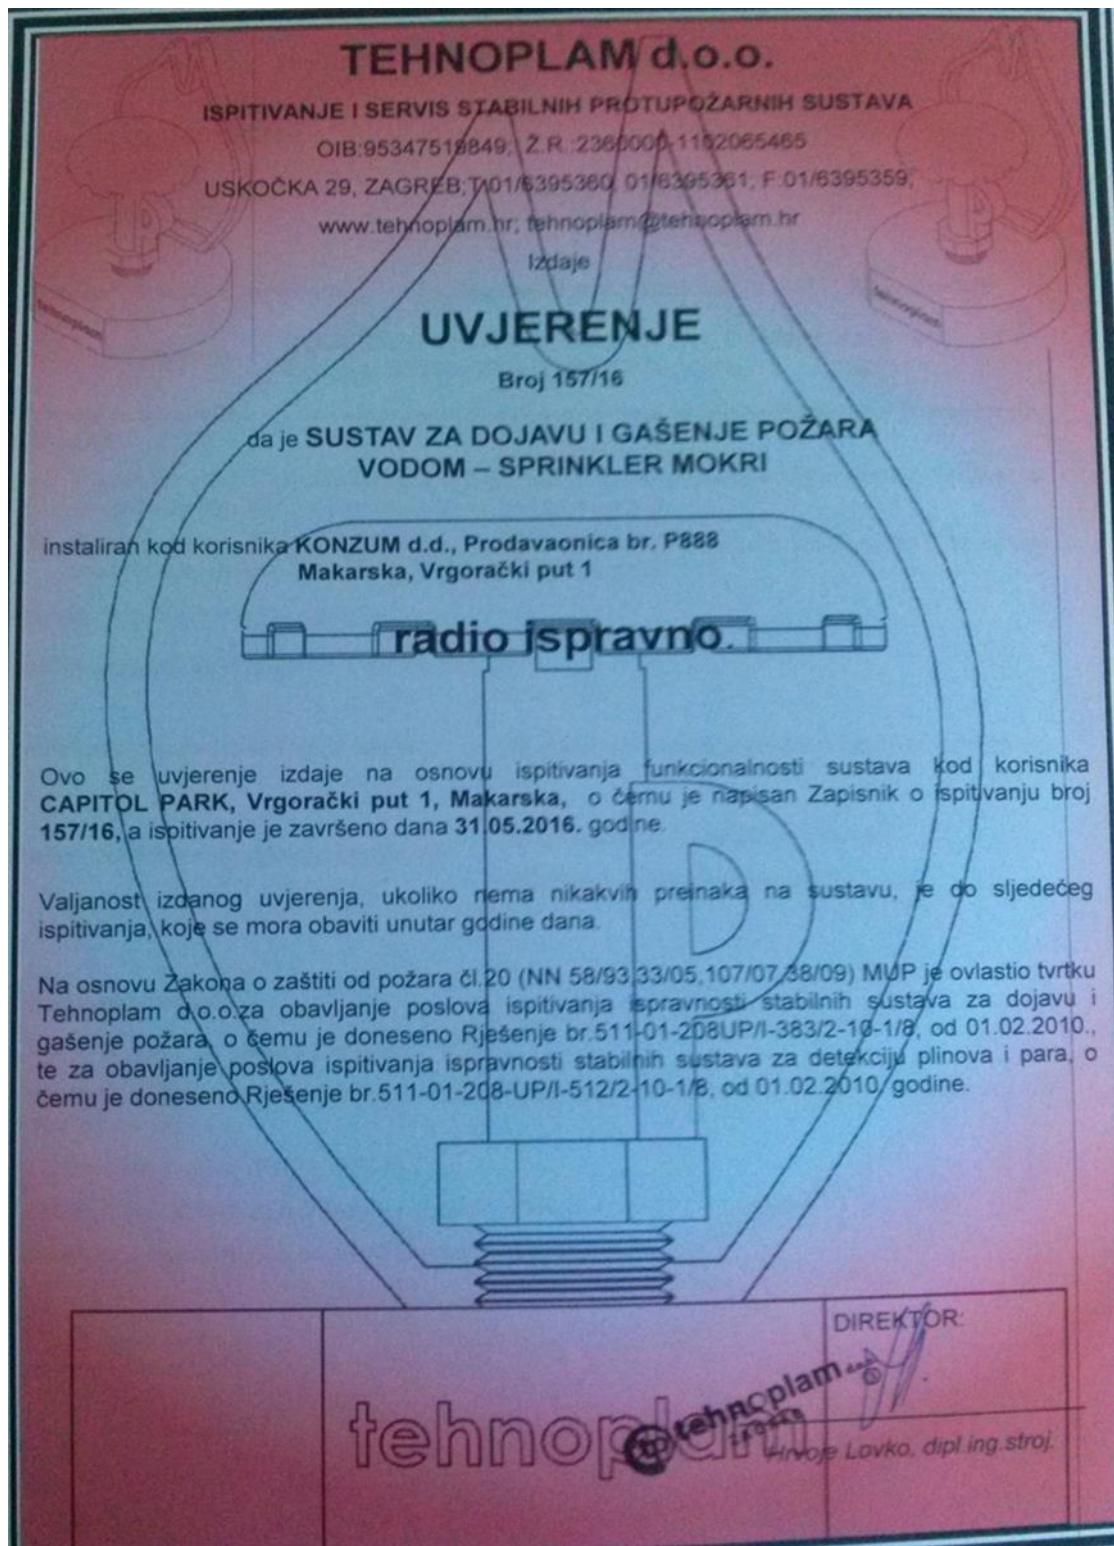 TEHNOPLAM d.o.o.
ISPITIVANJE I SERVIS STABILNIH PROTUPOŽARNIH SUSTAVA
OIB:95347519849; Ž.R.:2360000-1102065465
USKOČKA 29, ZAGREB;T:01/6395360, 01/6395361; F:01/6395359;
www.tehnoplam.hr; tehnoplam@tehnoplam.hr
Izdaje
tehnoplam
tehnoplam
UVJERENJE
Broj 157/16
da je SUSTAV ZA DOJAVU I GAŠENJE POŽARA
VODOM – SPRINKLER MOKRI
instaliran kod korisnika KONZUM d.d., Prodavaonica br. P888
Makarska, Vrgorački put 1
radio ispravno.
Ovo se uvjerenje izdaje na osnovu ispitivanja funkcionalnosti sustava kod korisnika
CAPITOL PARK, Vrgorački put 1, Makarska, o čemu je napisan Zapisnik o ispitivanju broj
157/16, a ispitivanje je završeno dana 31.05.2016. godine.
Valjanost izdanog uvjerenja, ukoliko nema nikakvih preinaka na sustavu, je do sljedećeg
ispitivanja, koje se mora obaviti unutar godine dana.
Na osnovu Zakona o zaštiti od požara čl.20 (NN 58/93,33/05,107/07,38/09) MUP je ovlastio tvrtku
Tehnoplam d.o.o.za obavljanje poslova ispitivanja ispravnosti stabilnih sustava za dojavu i
gašenje požara, o čemu je doneseno Rješenje br.511-01-208UP/I-383/2-10-1/8, od 01.02.2010.,
te za obavljanje poslova ispitivanja ispravnosti stabilnih sustava za detekciju plinova i para, o
čemu je doneseno Rješenje br.511-01-208-UP/I-512/2-10-1/8, od 01.02.2010. godine.
DIREKTOR:
tehnoplam d.o.o.
ZAGREB
tehnoplam
Hrvoje Lovko, dipl.ing.stroj.